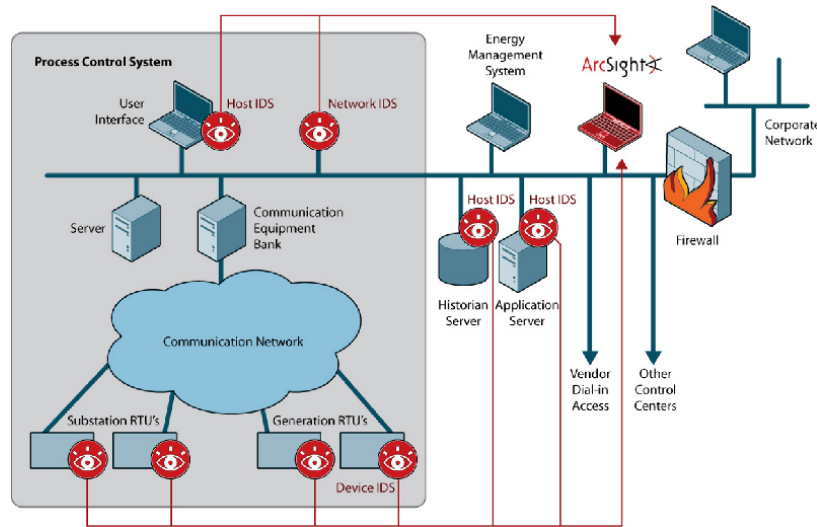 Process Control System
User
Interface
Host IDS
Network IDS
Energy
Management
System
ArcSight
Corporate
Network
Server
Communication
Equipment
Bank
Host IDS
Host IDS
Firewall
Historian
Server
Application
Server
Communication Network
Vendor
Dial-in
Access
Other
Control
Centers
Substation RTU's
Generation RTU's
Device IDS